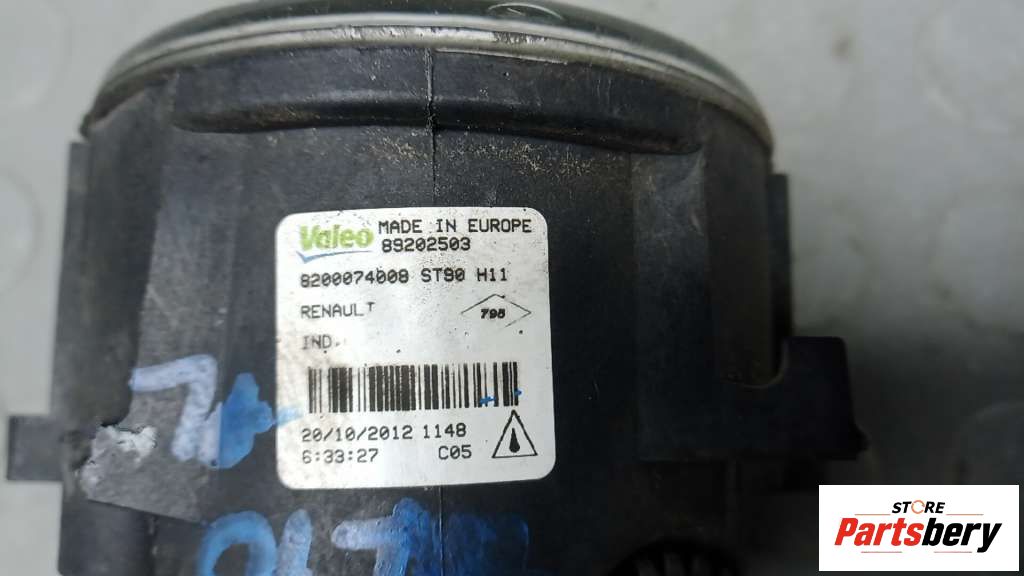 Valeo MADE IN EUROPE
89202503
8200074008 ST90 H11
RENAULT 795
IND.
20/10/2012 1148
6:33:27 C05
STORE
Partsbery